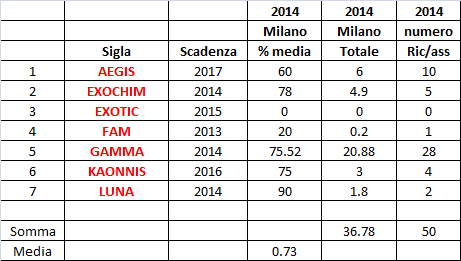 2014 2014 2014
Milano Milano numero
Sigla Scadenza % media Totale Ric/ass
1 AEGIS 2017 60 6 10
2 EXOCHIM 2014 78 4.9 5
3 EXOTIC 2015 0 0 0
4 FAM 2013 20 0.2 1
5 GAMMA 2014 75.52 20.88 28
6 KAONNIS 2016 75 3 4
7 LUNA 2014 90 1.8 2
Somma 36.78 50
Media 0.73